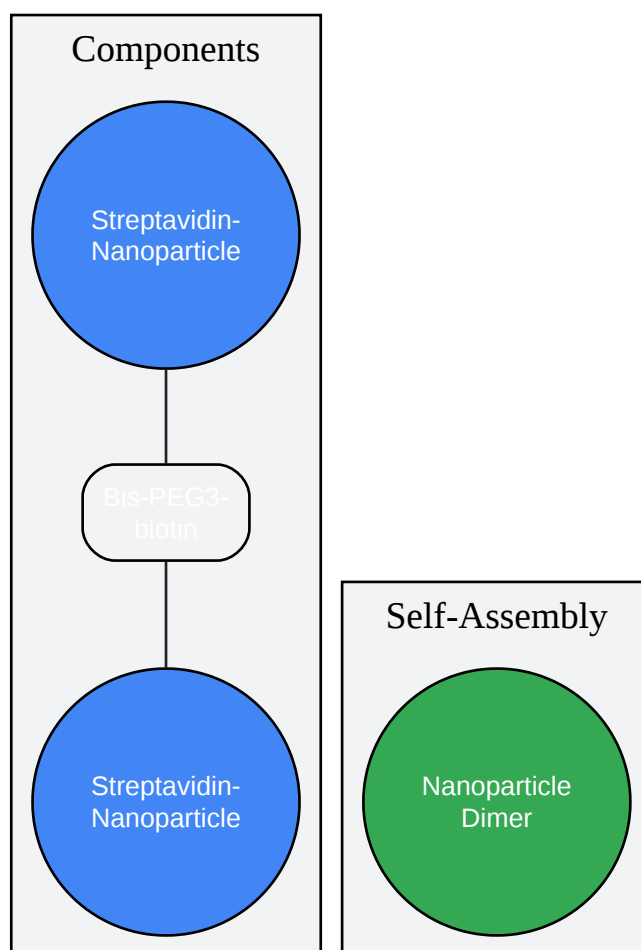 Components
Streptavidin-
Nanoparticle
Bis-PEG3-
biotin
Streptavidin-
Nanoparticle
Self-Assembly
Nanoparticle
Dimer